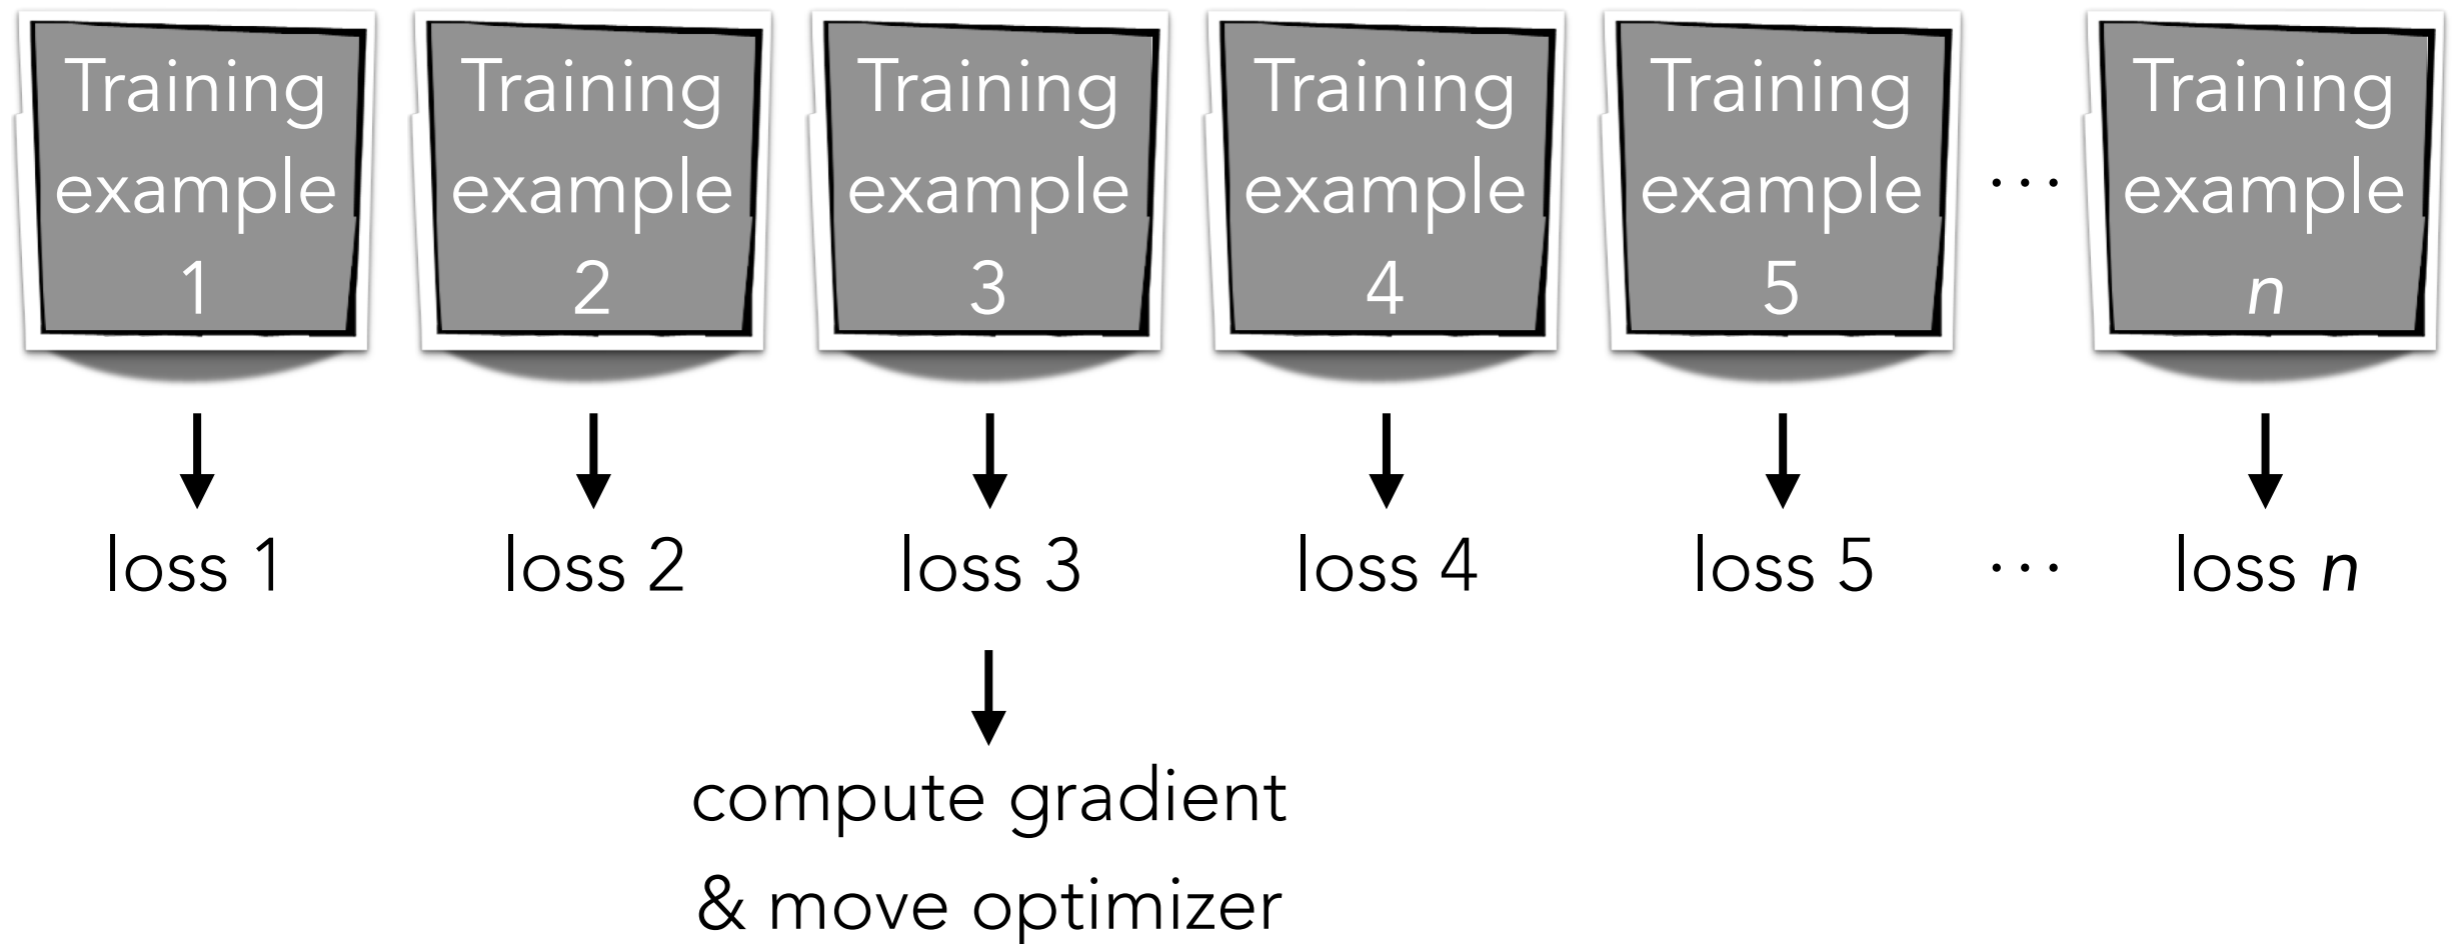 Training
example
1
Training
example
2
Training
example
3
Training
example
4
Training
example
5
...
Training
example
n
loss 1
loss 2
loss 3
loss 4
loss 5
...
loss n
compute gradient
& move optimizer